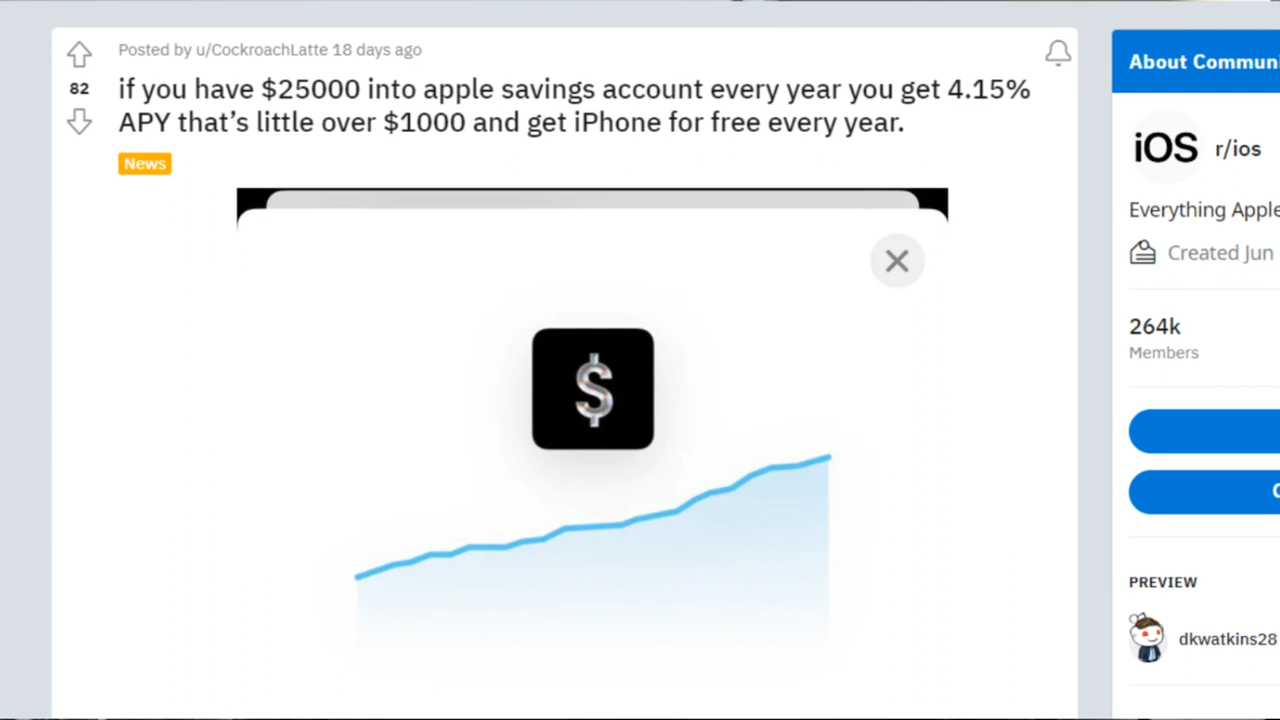 Posted by u/CockroachLatte 18 days ago
82
if you have $25000 into apple savings account every year you get 4.15%
APY that’s little over $1000 and get iPhone for free every year.
News
$
About Communi
iOS r/ios
Everything Apple
Created Jun
264k
Members
PREVIEW
dkwatkins28